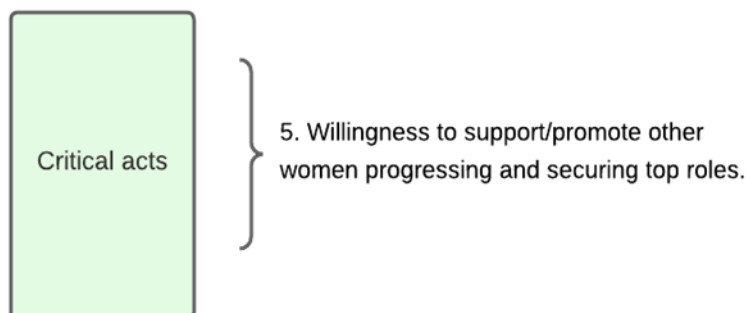 Critical acts
5. Willingness to support/promote other
women progressing and securing top roles.